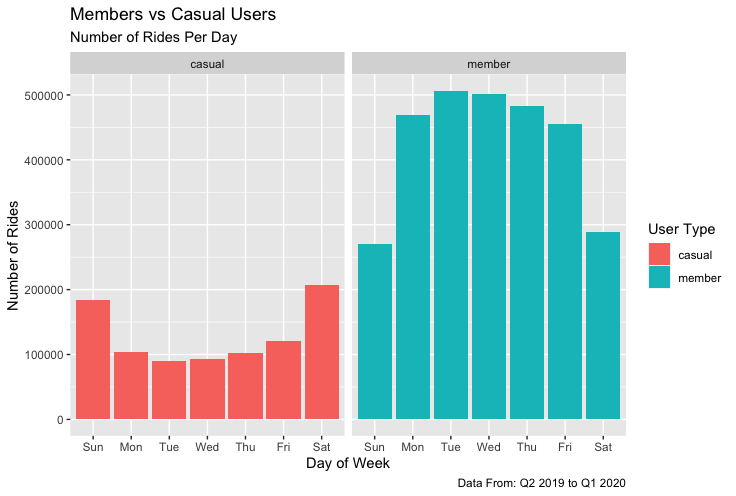 Members vs Casual Users
Number of Rides Per Day
casual
member
Number of Rides
500000
400000
300000
200000
100000
0
Sun Mon Tue Wed Thu Fri Sat
Sun Mon Tue Wed Thu Fri Sat
Day of Week
User Type
casual
member
Data From: Q2 2019 to Q1 2020